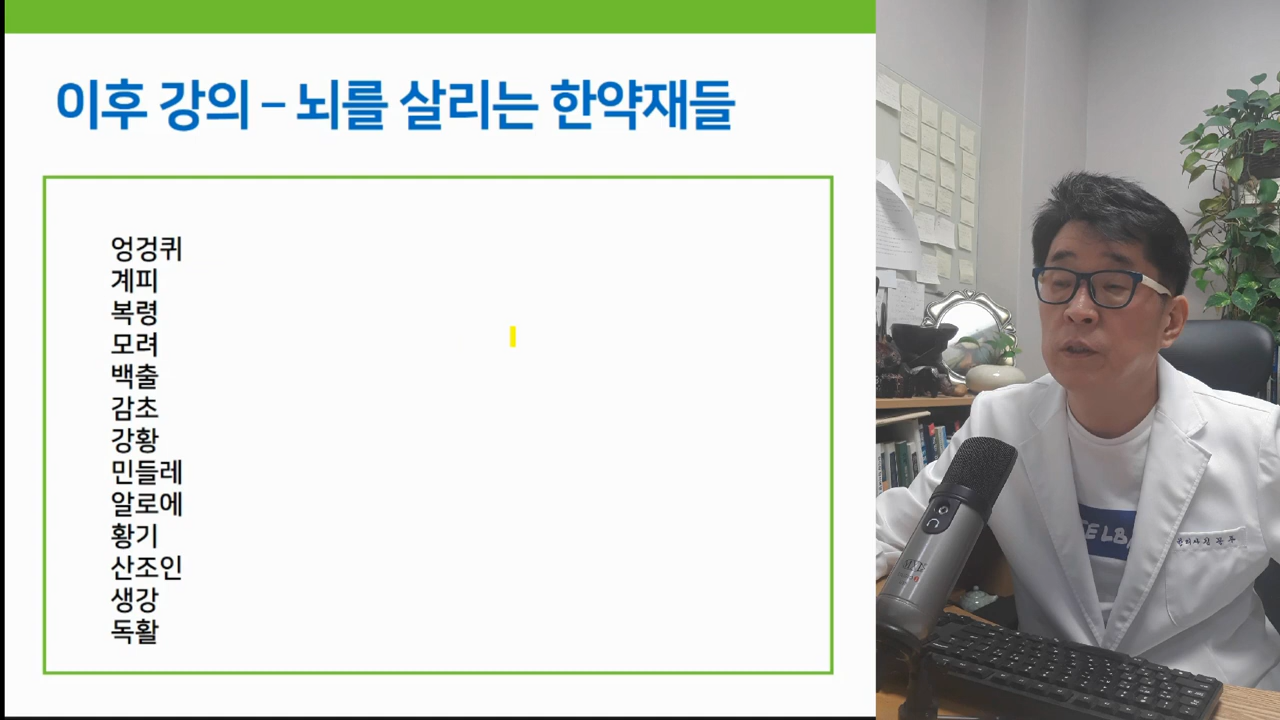 이후 강의 – 뇌를 살리는 한약재들
엉겅퀴
계피
복령
모려
백출
감초
강황
민들레
알로에
황기
산조인
생강
독활